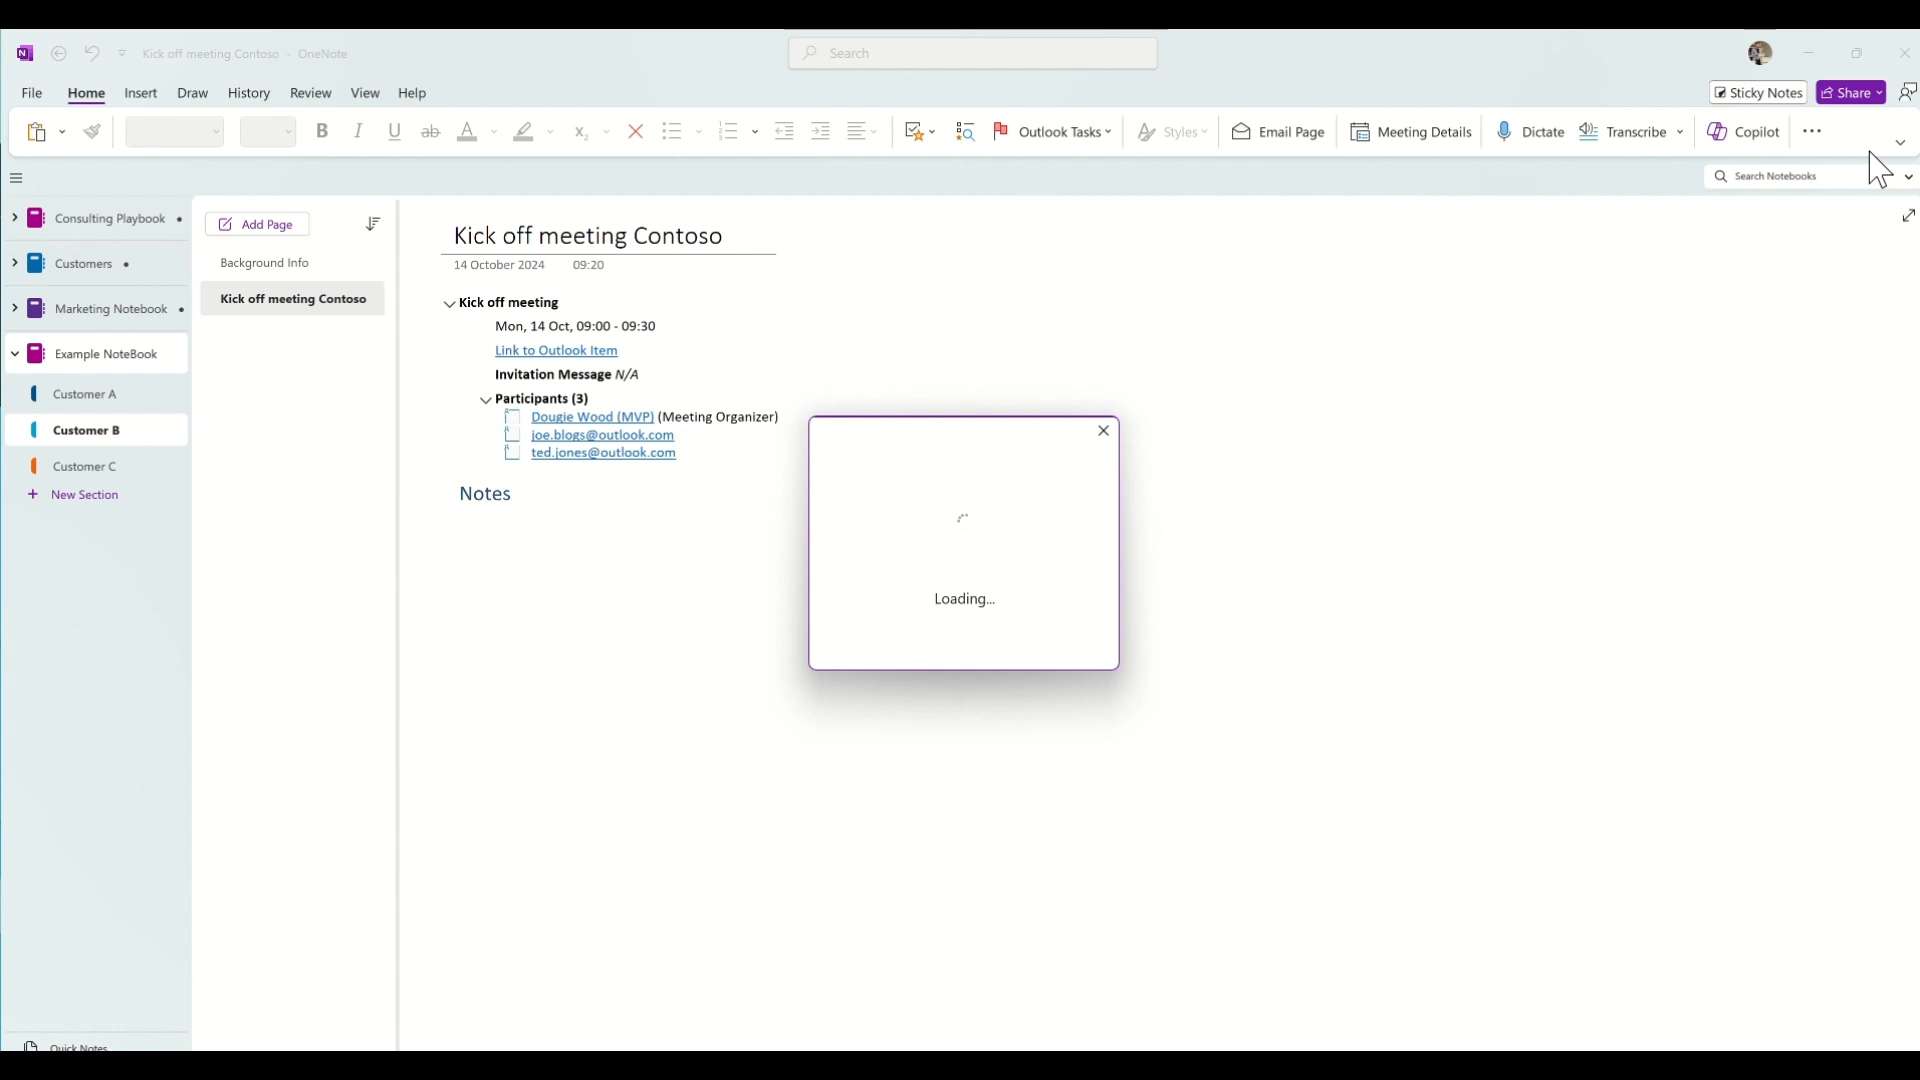 Kick off meeting Contoso - OneNote
Search
File Home Insert Draw History Review View Help
Sticky Notes Share
B I U ab A x₂ Outlook Tasks Styles Email Page Meeting Details Dictate Transcribe Copilot ...
Search Notebooks
Consulting Playbook
Customers
Marketing Notebook
Example NoteBook
Customer A
Customer B
Customer C
+ New Section
Quick Notes
Add Page
Background Info
Kick off meeting Contoso
Kick off meeting Contoso
14 October 2024 09:20
Kick off meeting
Mon, 14 Oct, 09:00 - 09:30
Link to Outlook Item
Invitation Message N/A
Participants (3)
Dougie Wood (MVP) (Meeting Organizer)
joe.blogs@outlook.com
ted.jones@outlook.com
Notes
Loading...